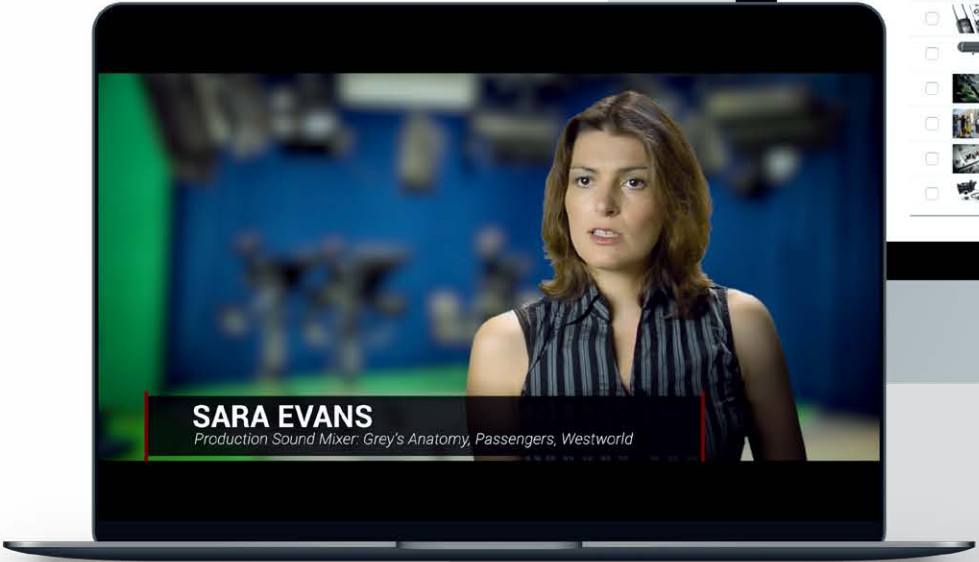 SARA EVANS
Production Sound Mixer: Grey's Anatomy, Passengers, Westworld